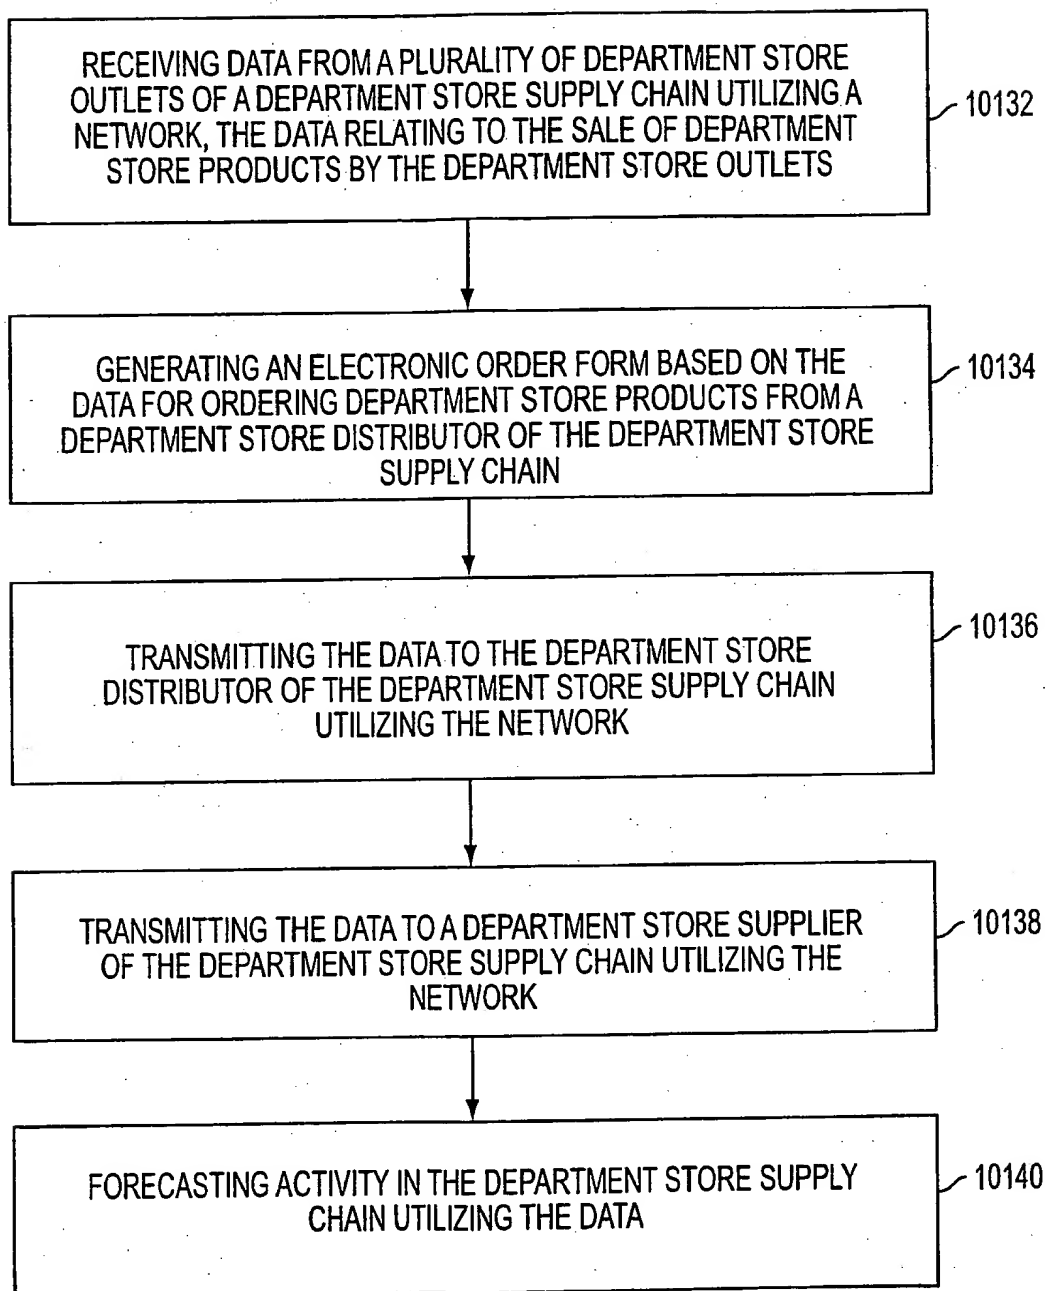 RECEIVING DATA FROM A PLURALITY OF DEPARTMENT STORE
OUTLETS OF A DEPARTMENT STORE SUPPLY CHAIN UTILIZING A
NETWORK, THE DATA RELATING TO THE SALE OF DEPARTMENT
STORE PRODUCTS BY THE DEPARTMENT STORE OUTLETS
10132
GENERATING AN ELECTRONIC ORDER FORM BASED ON THE
DATA FOR ORDERING DEPARTMENT STORE PRODUCTS FROM A
DEPARTMENT STORE DISTRIBUTOR OF THE DEPARTMENT STORE
SUPPLY CHAIN
10134
TRANSMITTING THE DATA TO THE DEPARTMENT STORE
DISTRIBUTOR OF THE DEPARTMENT STORE SUPPLY CHAIN
UTILIZING THE NETWORK
10136
TRANSMITTING THE DATA TO A DEPARTMENT STORE SUPPLIER
OF THE DEPARTMENT STORE SUPPLY CHAIN UTILIZING THE
NETWORK
10138
FORECASTING ACTIVITY IN THE DEPARTMENT STORE SUPPLY
CHAIN UTILIZING THE DATA
10140